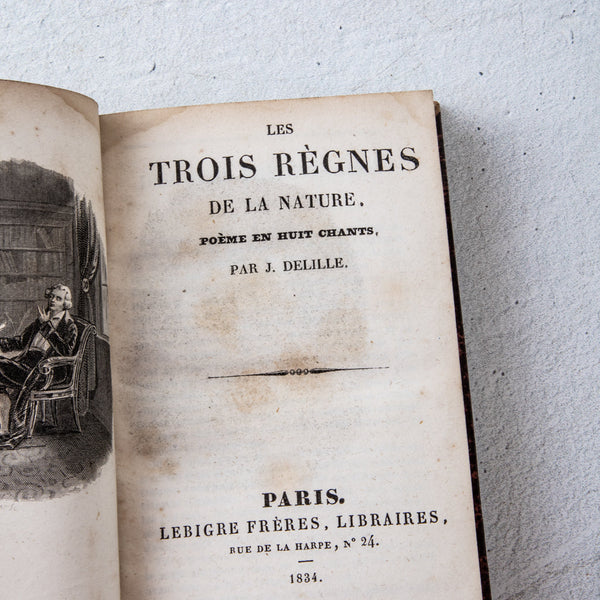 LES
TROIS RÈGNES
DE LA NATURE,
POÈME EN HUIT CHANTS,
PAR J. DELILLE.
PARIS.
LEBIGRE FRÈRES, LIBRAIRES,
RUE DE LA HARPE, N° 24.
1834.